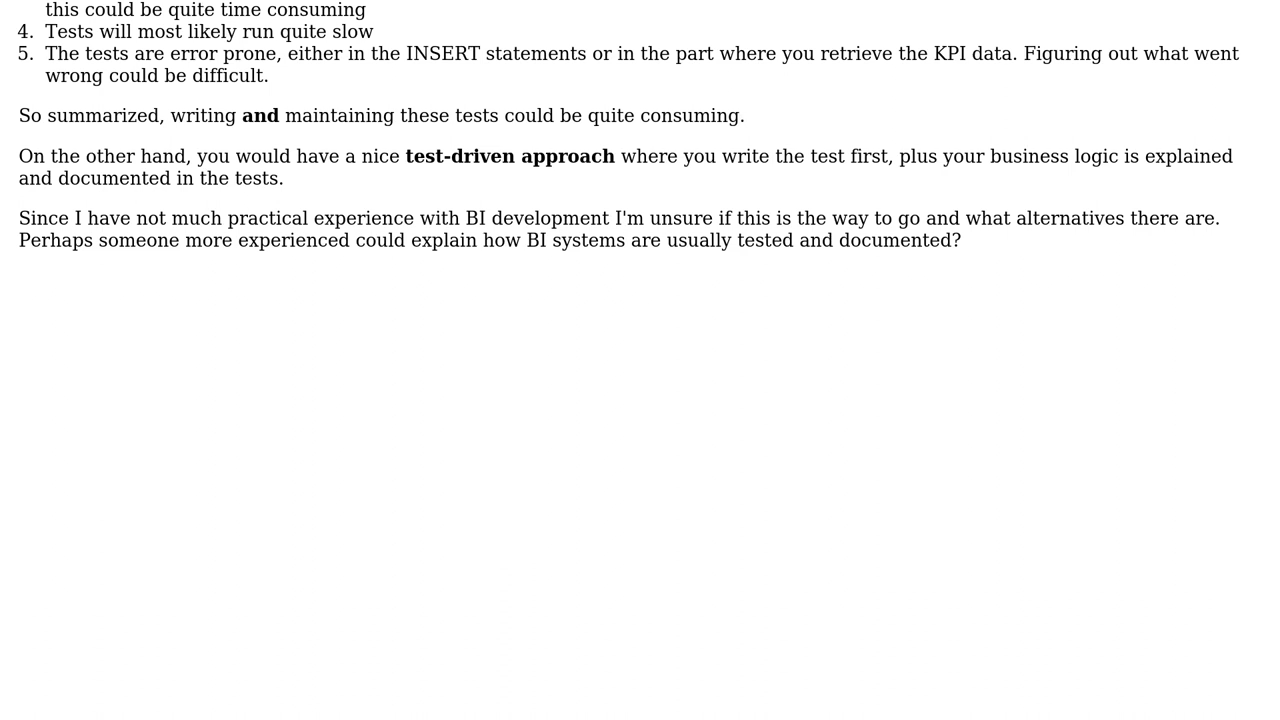 this could be quite time consuming
4. Tests will most likely run quite slow
5. The tests are error prone, either in the INSERT statements or in the part where you retrieve the KPI data. Figuring out what went
wrong could be difficult.
So summarized, writing and maintaining these tests could be quite consuming.
On the other hand, you would have a nice test-driven approach where you write the test first, plus your business logic is explained
and documented in the tests.
Since I have not much practical experience with BI development I'm unsure if this is the way to go and what alternatives there are.
Perhaps someone more experienced could explain how BI systems are usually tested and documented?